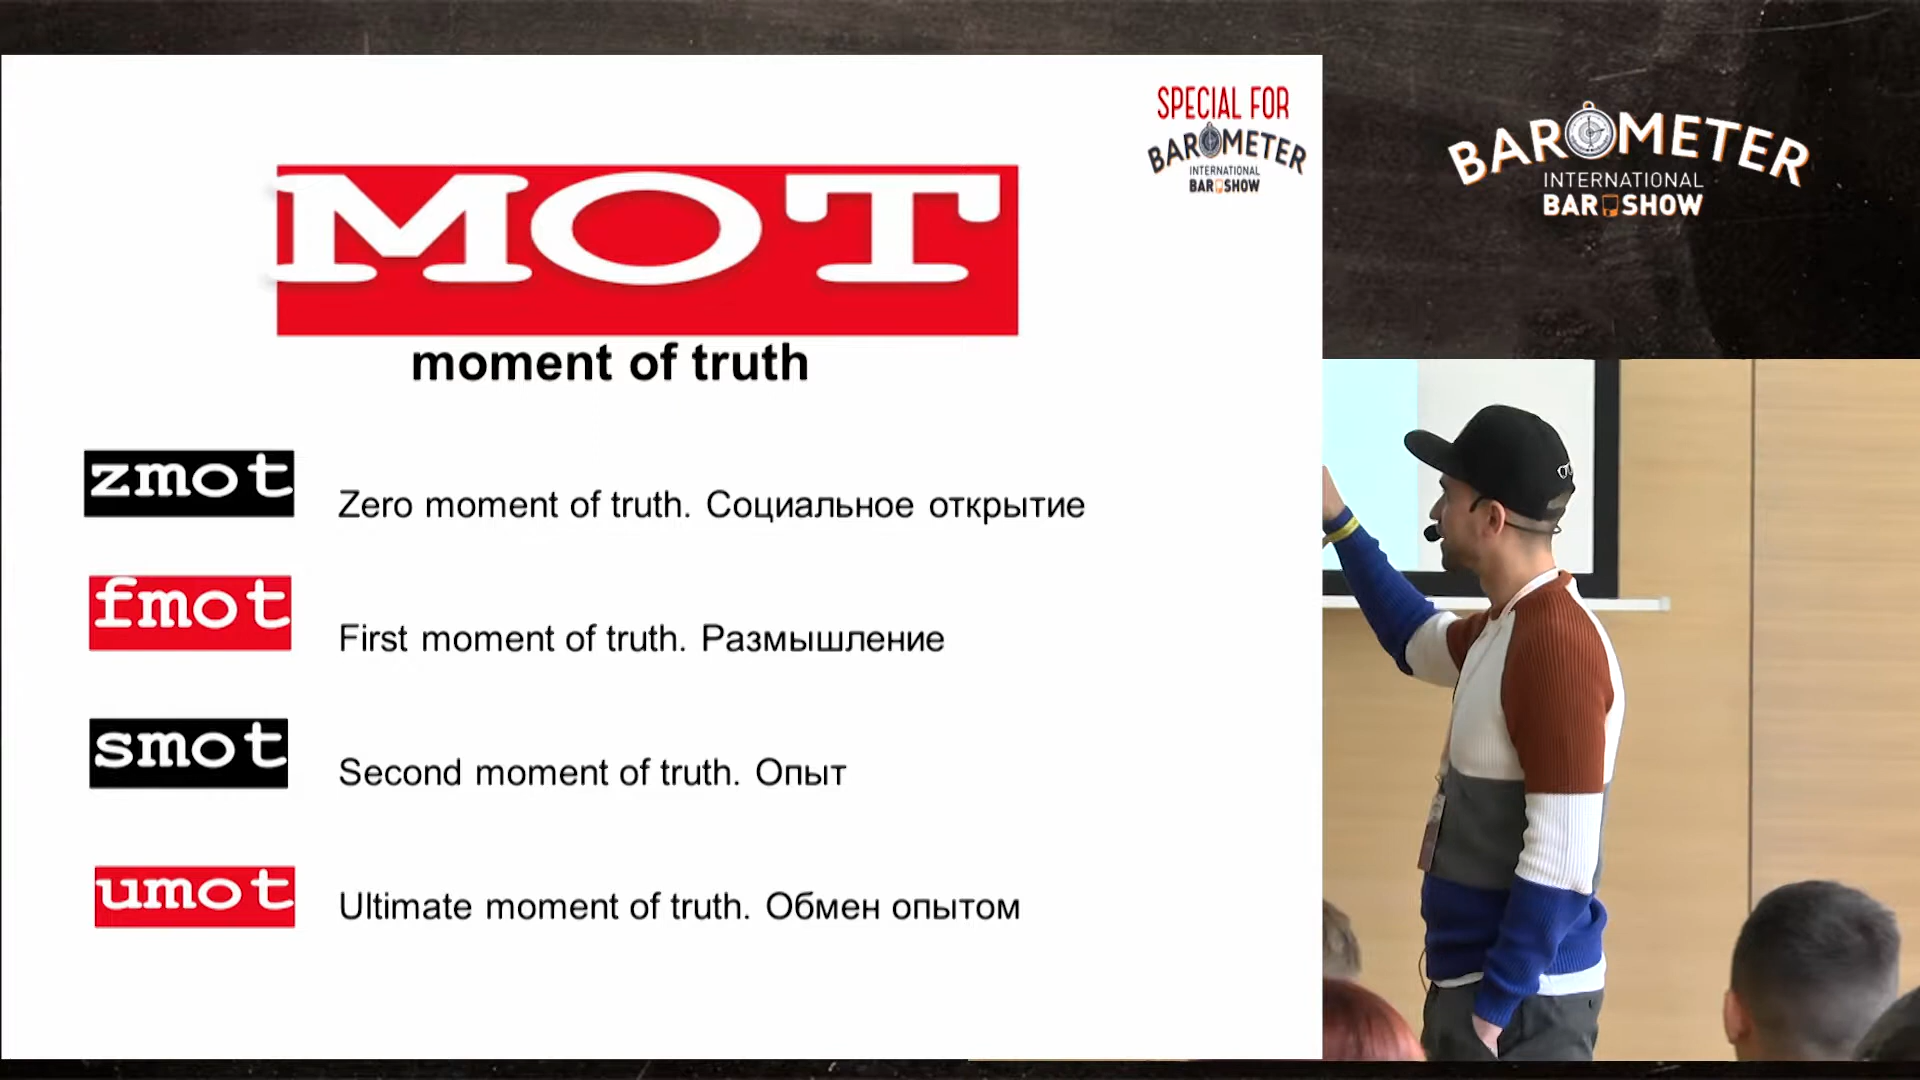 SPECIAL FOR
BAROMETER
INTERNATIONAL
BAR SHOW
BAROMETER
INTERNATIONAL
BAR SHOW
MOT
moment of truth
zmot
Zero moment of truth. Социальное открытие
fmot
First moment of truth. Размышление
smot
Second moment of truth. Опыт
umot
Ultimate moment of truth. Обмен опытом